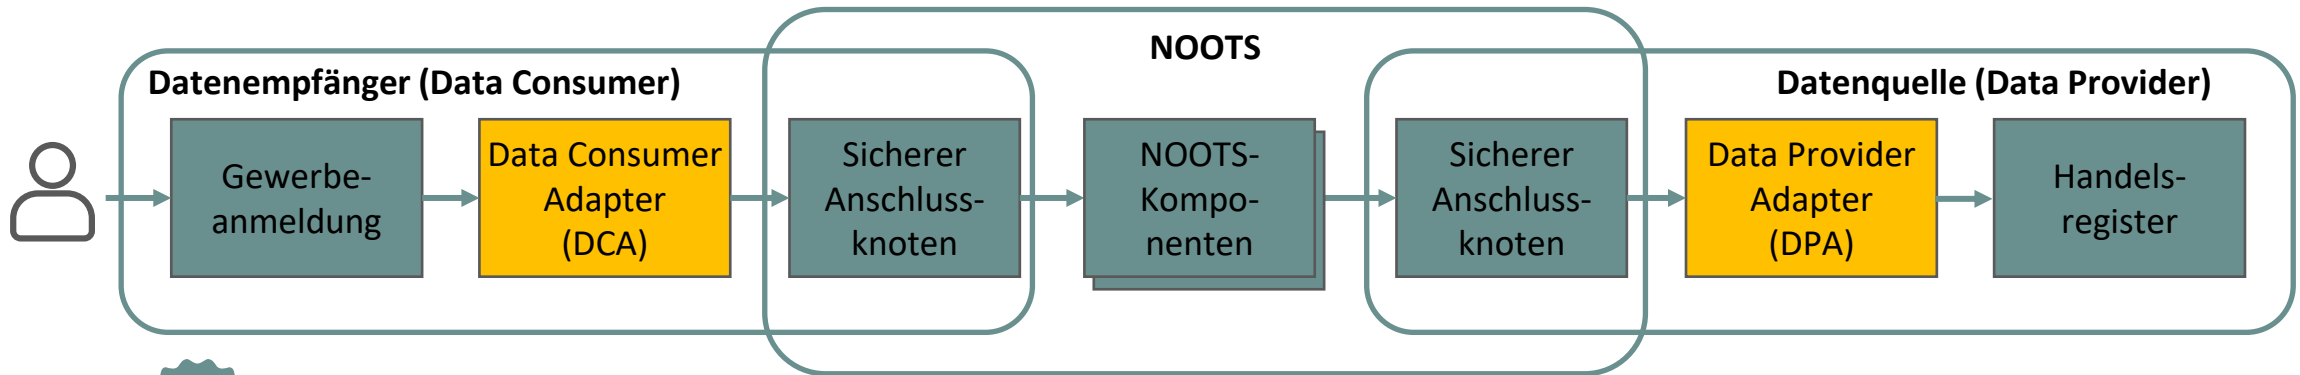 NOOTS
Datenempfänger (Data Consumer)
Datenquelle (Data Provider)
Gewerbe-
anmeldung
Data Consumer
Adapter
(DCA)
Sicherer
Anschluss-
knoten
NOOTS-
Kompo-
nenten
Sicherer
Anschluss-
knoten
Data Provider
Adapter
(DPA)
Handels-
register